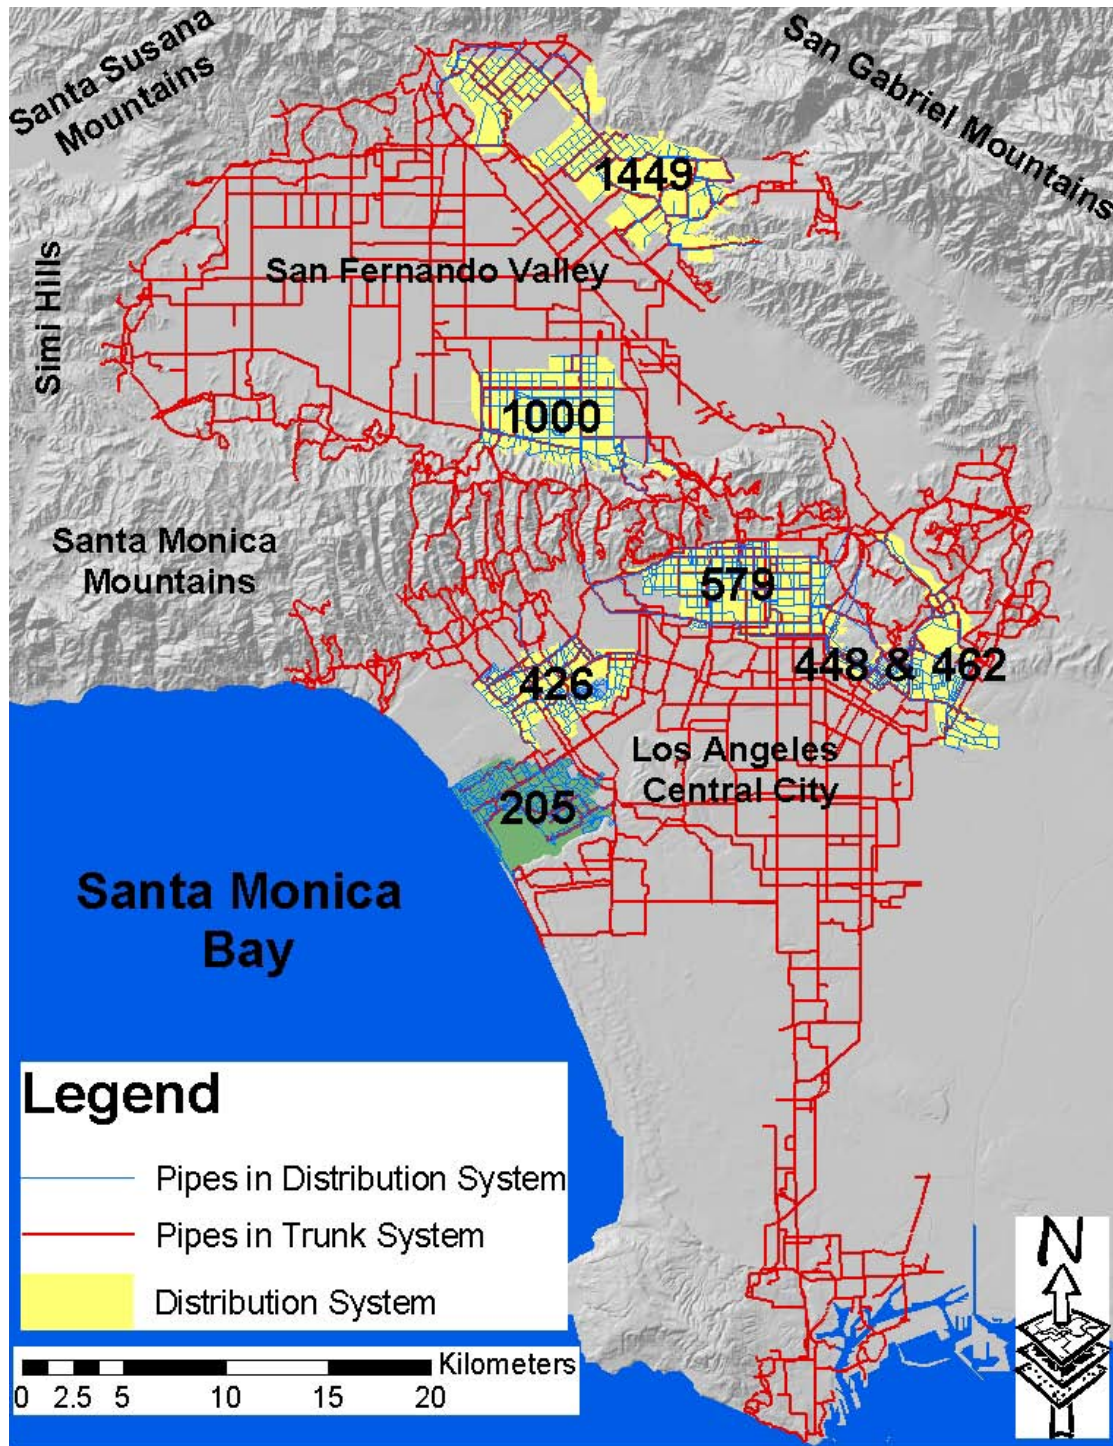 Santa Susana
Mountains
San Gabriel Mountains
1449
San Fernando Valley
Simi Hills
1000
Santa Monica
Mountains
579
448 & 462
426
Los Angeles
Central City
205
Santa Monica
Bay
Legend
Pipes in Distribution System
Pipes in Trunk System
Distribution System
Kilometers
0 2.5 5 10 15 20
N